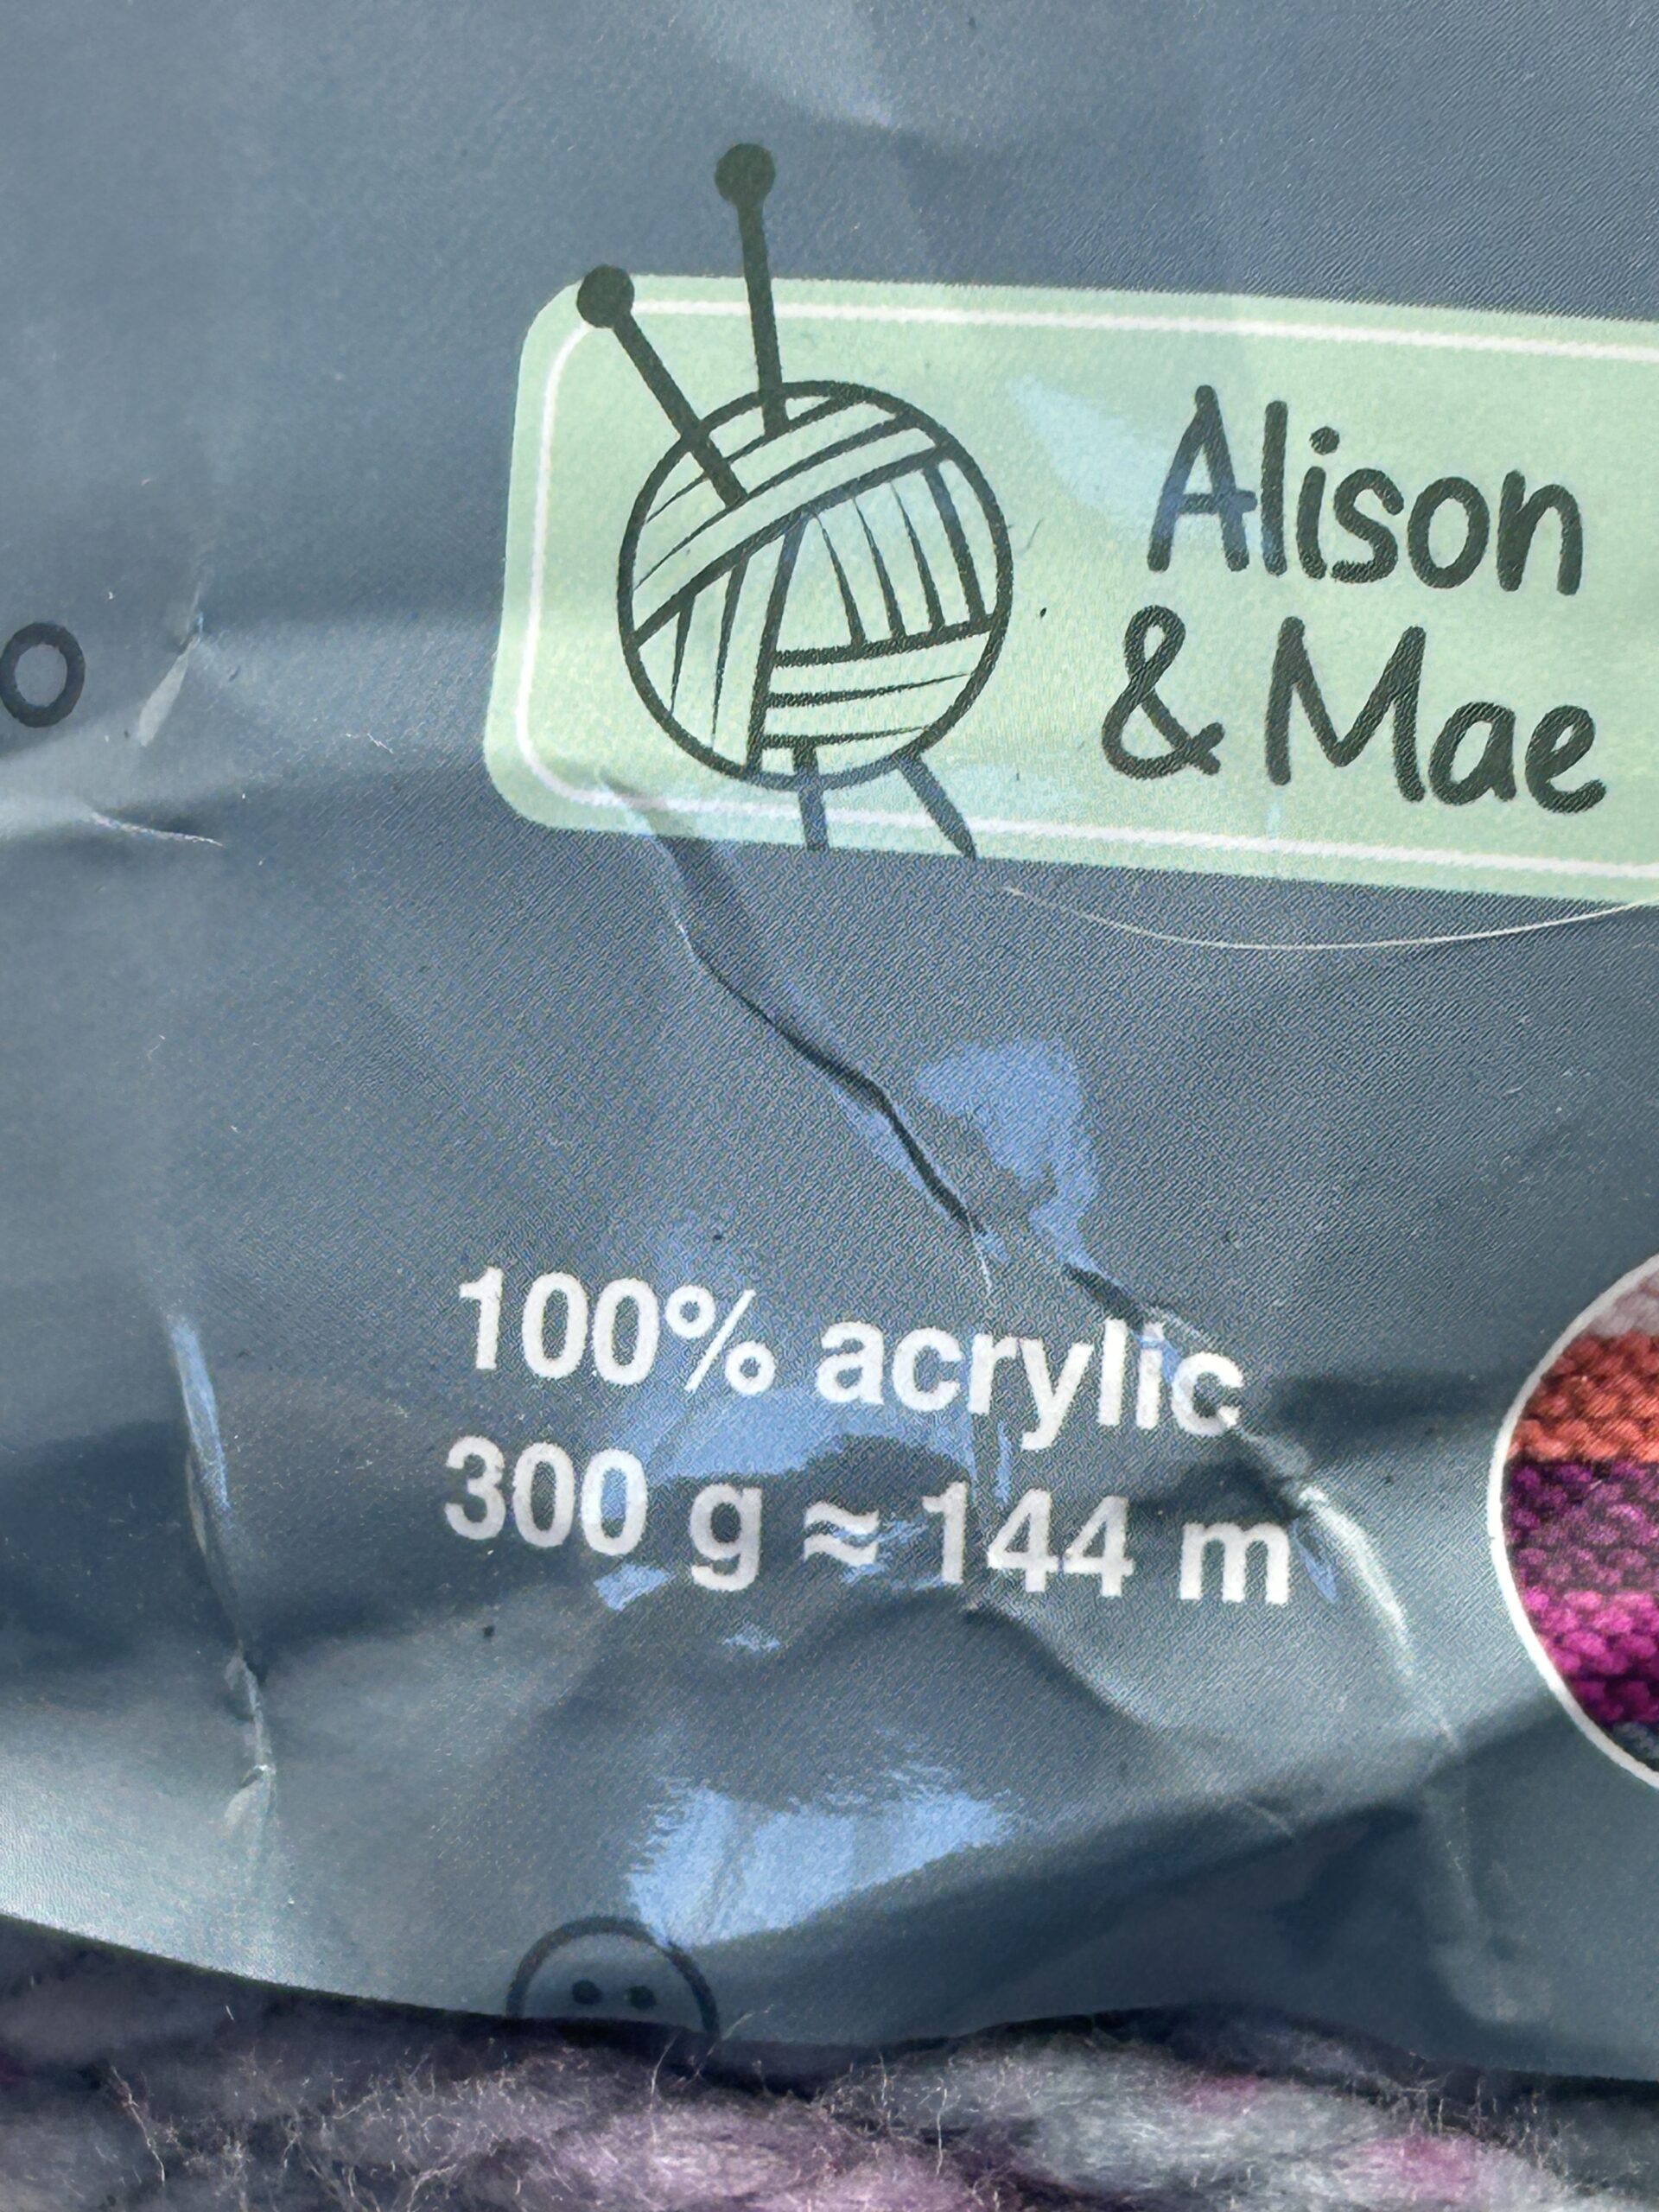 Alison
& Mae
100% acrylic
300 g ≈ 144 m